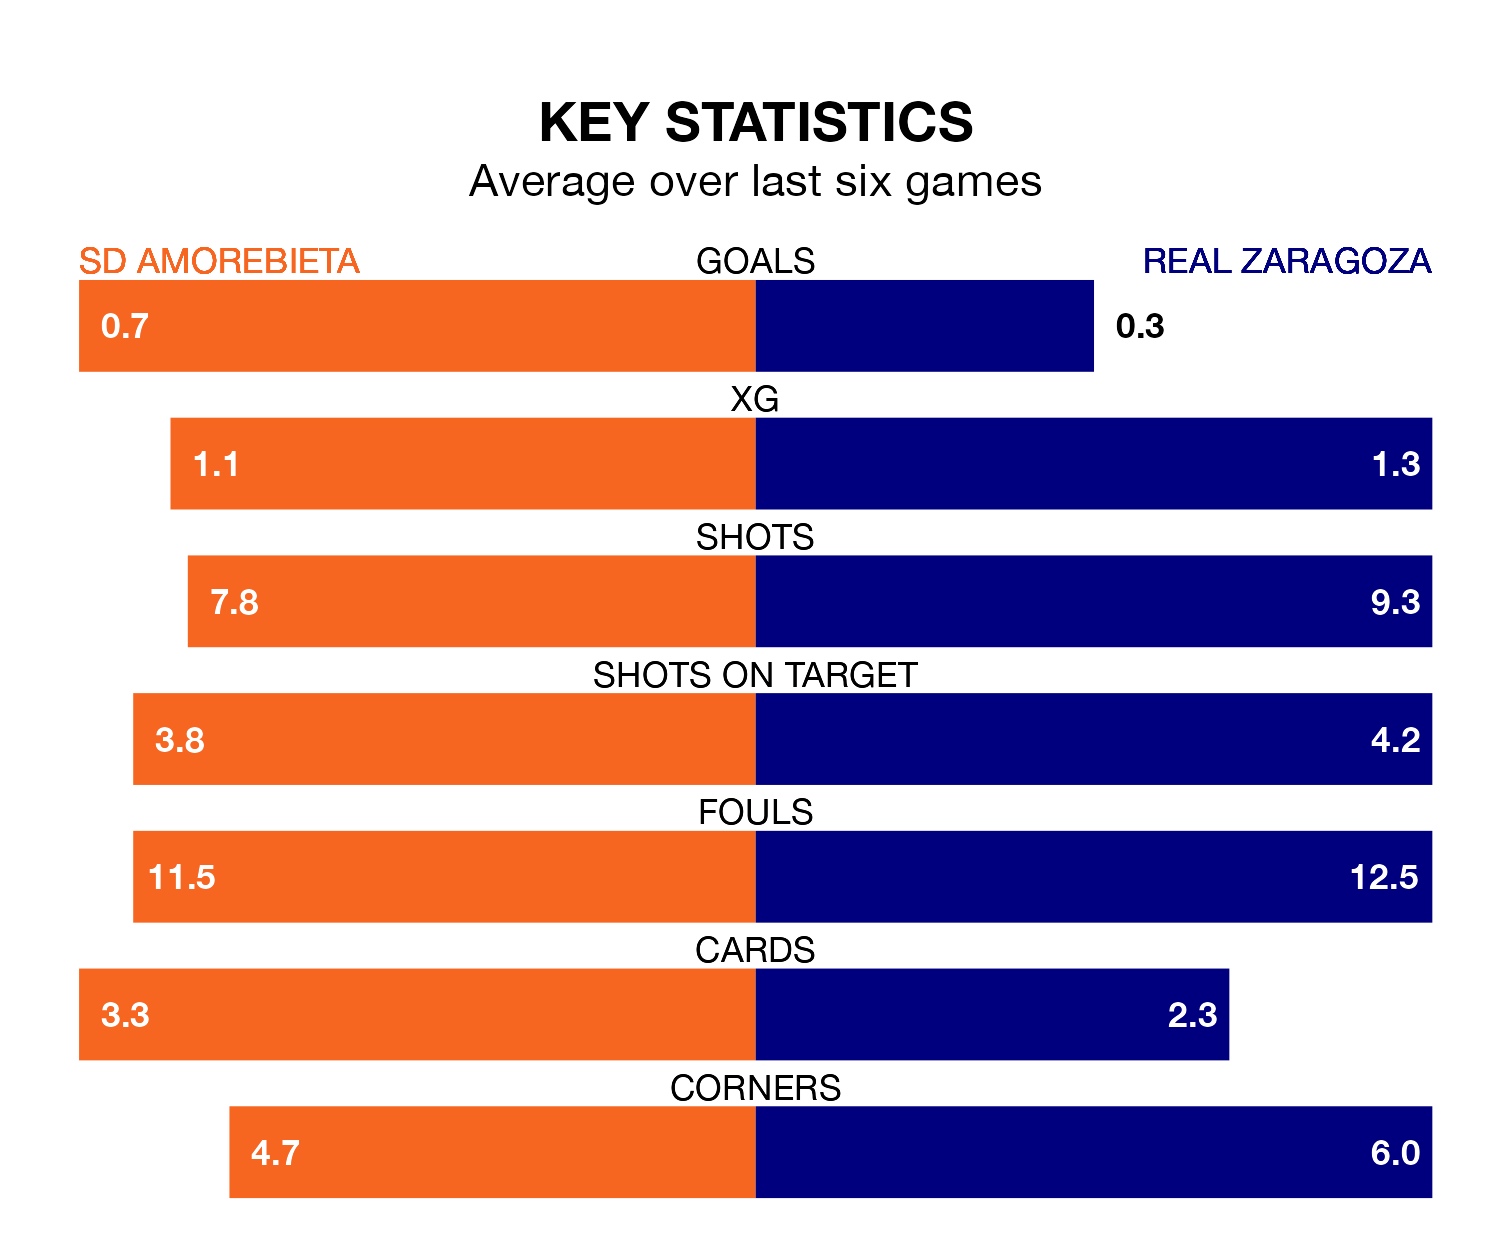 KEY STATISTICS
Average over last six games
SD AMOREBIETA GOALS REAL ZARAGOZA
0.7 0.3
XG
1.1 1.3
SHOTS
7.8 9.3
SHOTS ON TARGET
3.8 4.2
FOULS
11.5 12.5
CARDS
3.3 2.3
CORNERS
4.7 6.0